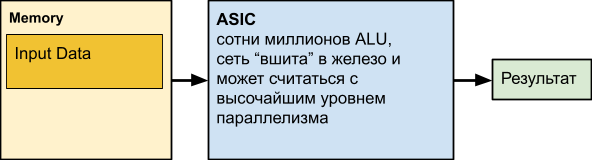 Memory
Input Data
ASIC
сотни миллионов ALU,
сеть “вшита” в железо и
может считаться с
высочайшим уровнем
параллелизма
Результат